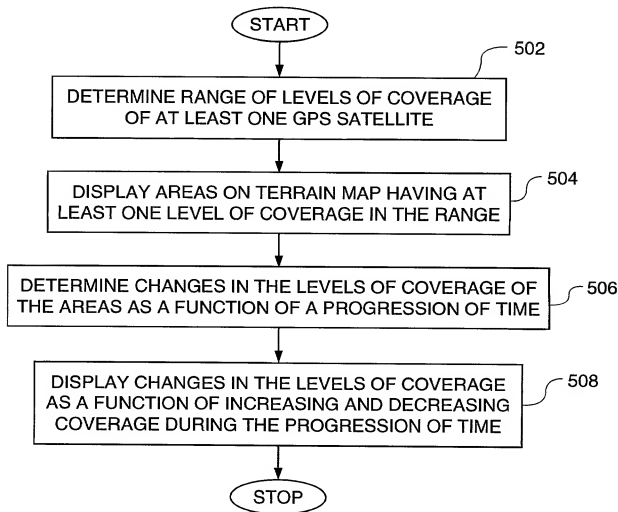 START
502
DETERMINE RANGE OF LEVELS OF COVERAGE
OF AT LEAST ONE GPS SATELLITE
504
DISPLAY AREAS ON TERRAIN MAP HAVING AT
LEAST ONE LEVEL OF COVERAGE IN THE RANGE
506
DETERMINE CHANGES IN THE LEVELS OF COVERAGE OF
THE AREAS AS A FUNCTION OF A PROGRESSION OF TIME
508
DISPLAY CHANGES IN THE LEVELS OF COVERAGE
AS A FUNCTION OF INCREASING AND DECREASING
COVERAGE DURING THE PROGRESSION OF TIME
STOP